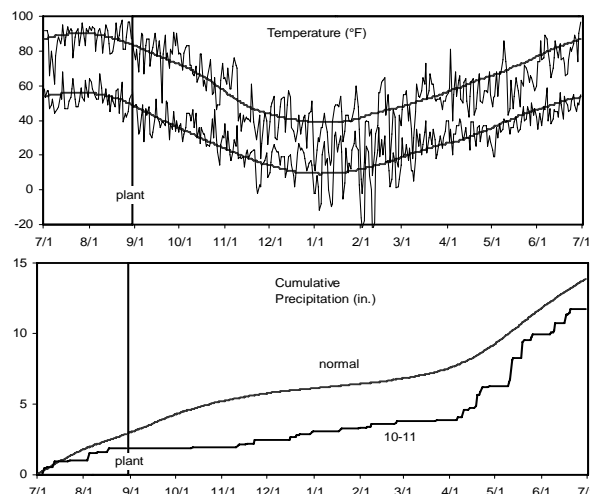 Temperature (°F)
100
80
60
40
20
0
-20
plant
7/1 8/1 9/1 10/1 11/1 12/1 1/1 2/1 3/1 4/1 5/1 6/1 7/1
Cumulative
Precipitation (in.)
15
10
5
0
normal
10-11
plant
7/1 8/1 9/1 10/1 11/1 12/1 1/1 2/1 3/1 4/1 5/1 6/1 7/